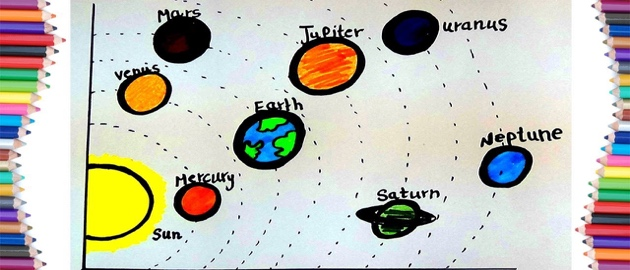 Mars
Jupiter
Uranus
Venus
Earth
Neptune
Mercury
Saturn
Sun